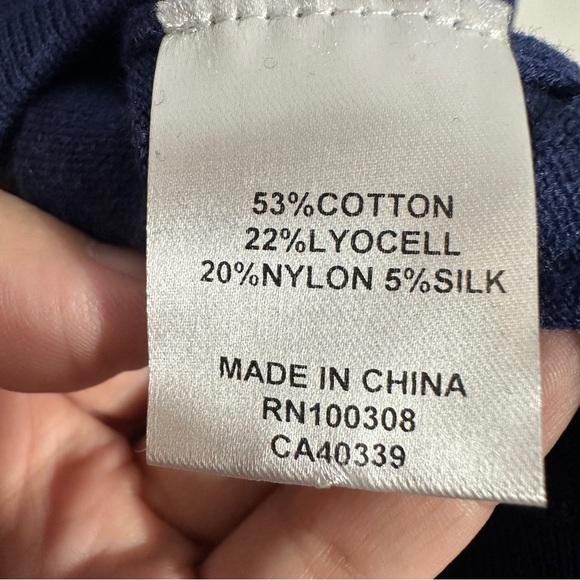 53%COTTON
22%LYOCELL
20%NYLON 5%SILK
MADE IN CHINA
RN100308
CA40339